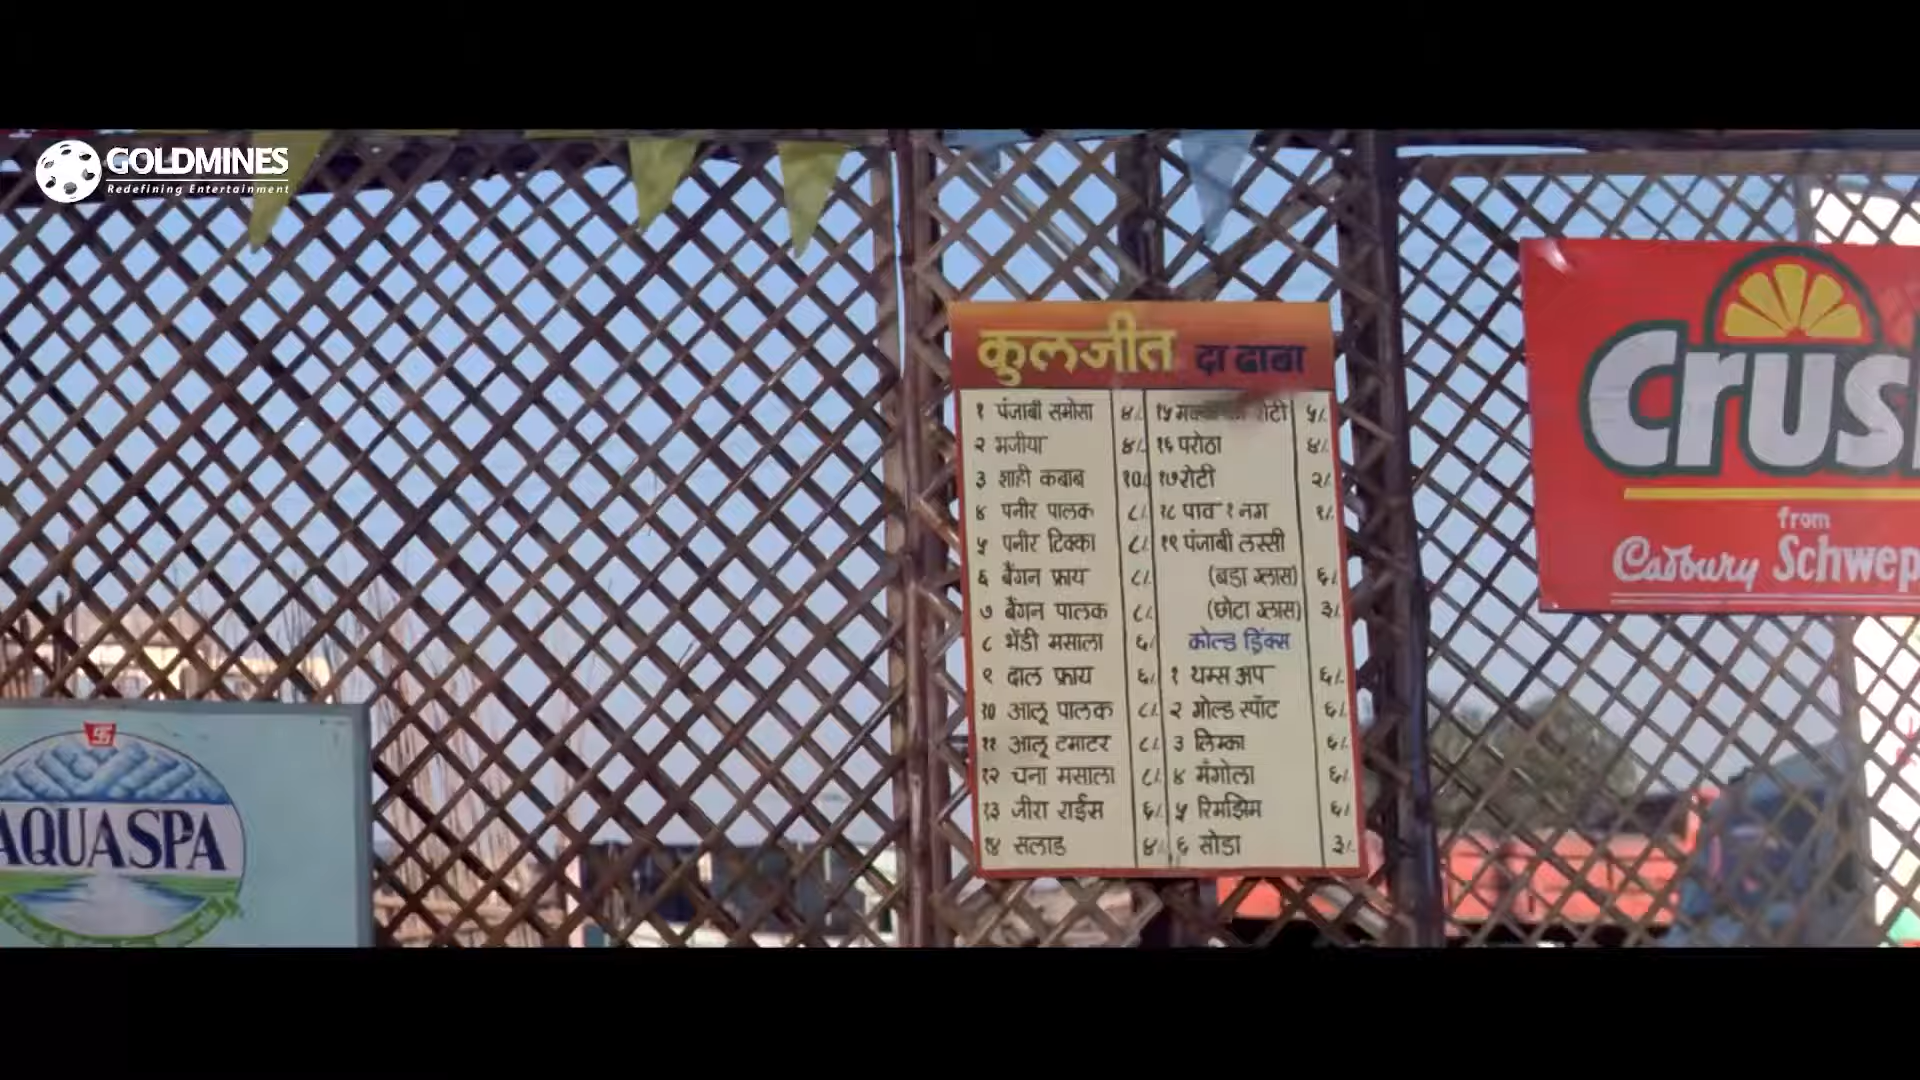 GOLDMINES
Redefining Entertainment
कुलजीत दा ढाबा
१ पंजाबी समोसा ४/.
२ भजीया ४/.
३ शाही कबाब १०/.
४ पनीर पालक ८/.
५ पनीर टिक्का ८/.
६ बैंगन फ्राय ८/.
७ बैंगन पालक ८/.
८ भेंडी मसाला ६/.
९ दाल फ्राय ६/.
१० आलू पालक ८/.
११ आलू टमाटर ८/.
१२ चना मसाला ८/.
१३ जीरा राईस ६/.
१४ सलाड ४/.
१५ रोटी ५/.
१६ परोठा ४/.
१७ रोटी २/.
१८ पाव १ नग १/.
१९ पंजाबी लस्सी
(बडा ग्लास) ६/.
(छोटा ग्लास) ३/.
कोल्ड ड्रिंक्स
१ थम्स अप ६/.
२ गोल्ड स्पॉट ६/.
३ लिम्का ६/.
४ मँगोला ६/.
५ रिमझिम ६/.
६ सोडा ३/.
Crus
from
Cadbury Schwep
AQUASPA